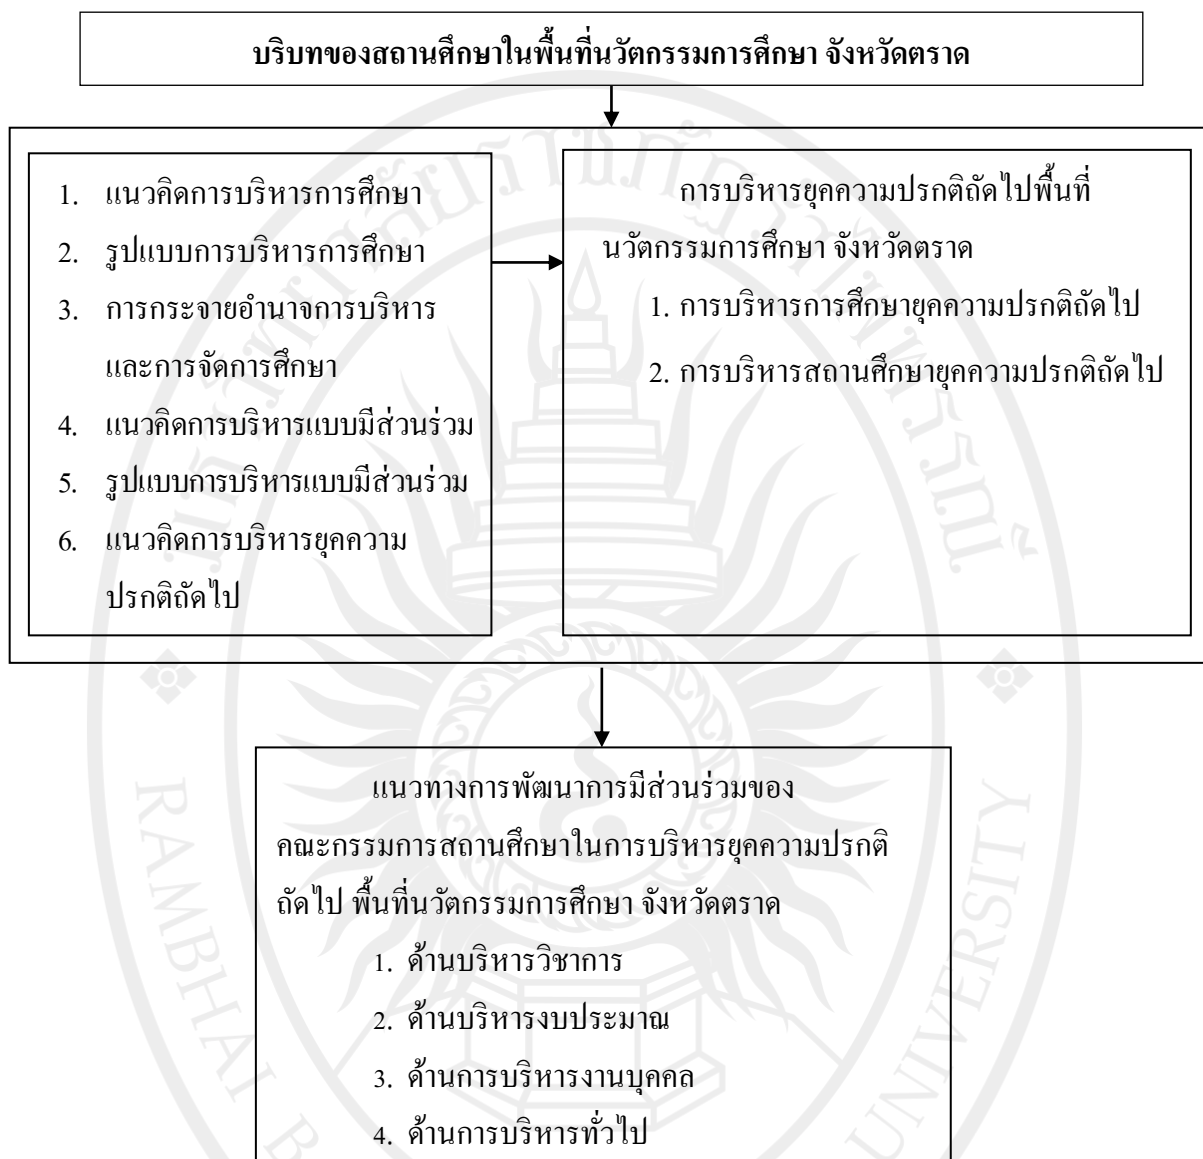 บริบทของสถานศึกษาในพื้นที่นวัตกรรมการศึกษา จังหวัดตราด
1. แนวคิดการบริหารการศึกษา
2. รูปแบบการบริหารการศึกษา
3. การกระจายอำนาจการบริหาร
และการจัดการศึกษา
4. แนวคิดการบริหารแบบมีส่วนร่วม
5. รูปแบบการบริหารแบบมีส่วนร่วม
6. แนวคิดการบริหารยุคความ
ปรกติถัดไป
การบริหารยุคความปรกติถัดไปพื้นที่
นวัตกรรมการศึกษา จังหวัดตราด
1. การบริหารการศึกษายุคความปรกติถัดไป
2. การบริหารสถานศึกษายุคความปรกติถัดไป
แนวทางการพัฒนาการมีส่วนร่วมของ
คณะกรรมการสถานศึกษาในการบริหารยุคความปรกติ
ถัดไป พื้นที่นวัตกรรมการศึกษา จังหวัดตราด
1. ด้านบริหารวิชาการ
2. ด้านบริหารงบประมาณ
3. ด้านการบริหารงานบุคคล
4. ด้านการบริหารทั่วไป
RAMBHAI B
UNIVERSITY